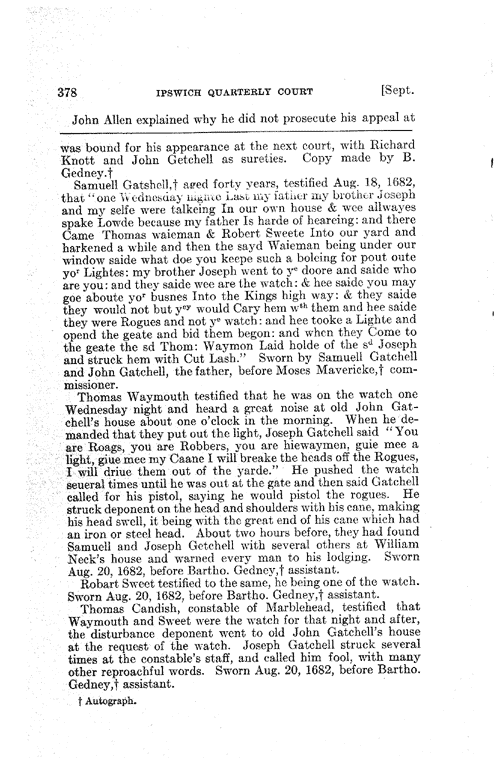 378 IPSWICH QUARTERLY COURT [Sept.
John Allen explained why he did not prosecute his appeal at
was bound for his appearance at the next court, with Richard
Knott and John Getchell as sureties. Copy made by B.
Gedney.†
Samuell Gatshell,† aged forty years, testified Aug. 18, 1682,
that "one Wednesday nighte Last my father my brother Joseph
and my selfe were talkeing In our own house & wee allwayes
spake Lowde because my father Is harde of hearcing: and there
Came Thomas waicman & Robert Sweete Into our yard and
harkened a while and then the sayd Waieman being under our
window saide what doe you keepe such a bolcing for pout oute
yoʳ Lightes: my brother Joseph went to yᵉ doore and saide who
are you: and they saide wee are the watch: & hee saide you may
goe aboute yoʳ busnes Into the Kings high way: & they saide
they would not but yᵉʸ would Cary hem wᵗʰ them and hee saide
they were Rogues and not yᵉ watch: and hee tooke a Lighte and
opend the geate and bid them begon: and when they Come to
the geate the sd Thom: Waymon Laid holde of the sᵈ Joseph
and struck hem with Cut Lash." Sworn by Samuell Gatchell
and John Gatchell, the father, before Moses Mavericke,† com-
missioner.
Thomas Waymouth testified that he was on the watch one
Wednesday night and heard a great noise at old John Gat-
chell's house about one o'clock in the morning. When he de-
manded that they put out the light, Joseph Gatchell said "You
are Roags, you are Robbers, you are hiewaymen, guie mee a
light, giue mee my Caane I will breake the heads off the Rogues,
I will driue them out of the yarde." He pushed the watch
seueral times until he was out at the gate and then said Gatchell
called for his pistol, saying he would pistol the rogues. He
struck deponent on the head and shoulders with his cane, making
his head swell, it being with the great end of his cane which had
an iron or steel head. About two hours before, they had found
Samuell and Joseph Getchell with several others at William
Neck's house and warned every man to his lodging. Sworn
Aug. 20, 1682, before Bartho. Gedney,† assistant.
Robart Sweet testified to the same, he being one of the watch.
Sworn Aug. 20, 1682, before Bartho. Gedney,† assistant.
Thomas Candish, constable of Marblehead, testified that
Waymouth and Sweet were the watch for that night and after,
the disturbance deponent went to old John Gatchell's house
at the request of the watch. Joseph Gatchell struck several
times at the constable's staff, and called him fool, with many
other reproachful words. Sworn Aug. 20, 1682, before Bartho.
Gedney,† assistant.
† Autograph.